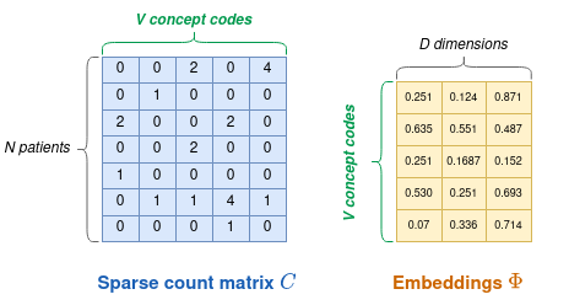 V concept codes
D dimensions
0 0 2 0 4
0 1 0 0 0
2 0 0 2 0
0 0 2 0 0
1 0 0 0 0
0 1 1 4 1
0 0 0 1 0
N patients
V concept codes
0.251 0.124 0.871
0.635 0.551 0.487
0.251 0.1687 0.152
0.530 0.251 0.693
0.07 0.336 0.714
Sparse count matrix C
Embeddings Φ